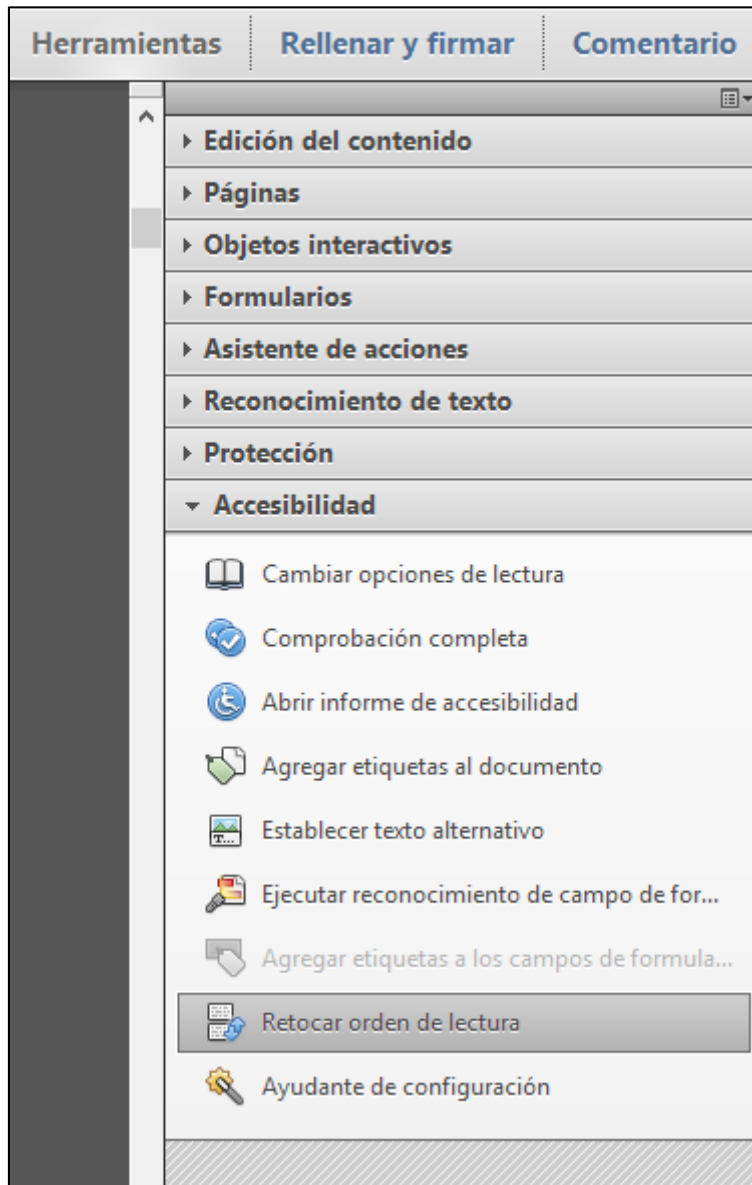 Herramientas Rellenar y firmar Comentario
Edición del contenido
Páginas
Objetos interactivos
Formularios
Asistente de acciones
Reconocimiento de texto
Protección
Accesibilidad
Cambiar opciones de lectura
Comprobación completa
Abrir informe de accesibilidad
Agregar etiquetas al documento
T... Establecer texto alternativo
Ejecutar reconocimiento de campo de for...
Agregar etiquetas a los campos de formula...
Retocar orden de lectura
Ayudante de configuración